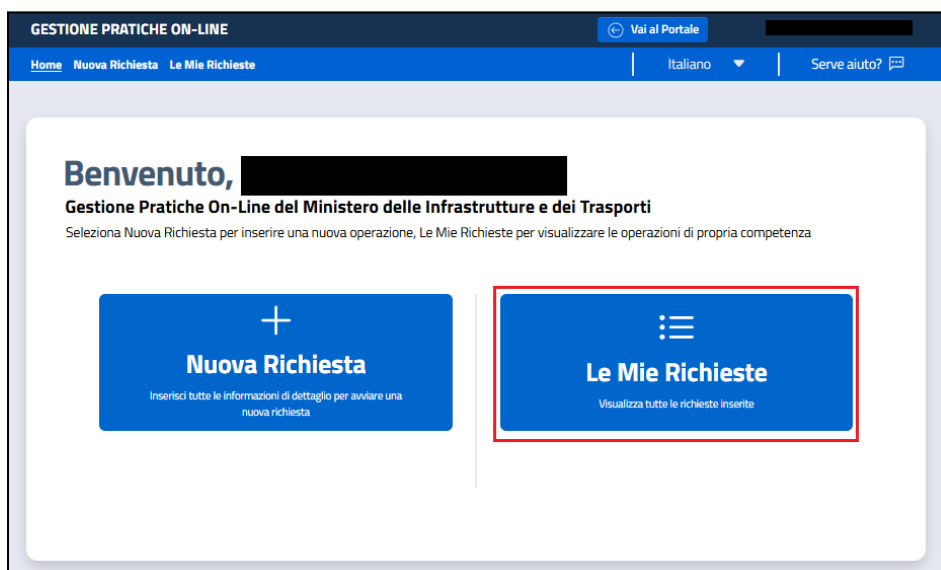 GESTIONE PRATICHE ON-LINE
Vai al Portale
Home Nuova Richiesta Le Mie Richieste
Italiano
Serve aiuto?
Benvenuto,
Gestione Pratiche On-Line del Ministero delle Infrastrutture e dei Trasporti
Seleziona Nuova Richiesta per inserire una nuova operazione, Le Mie Richieste per visualizzare le operazioni di propria competenza
Nuova Richiesta
Inserisci tutte le informazioni di dettaglio per avviare una
nuova richiesta
Le Mie Richieste
Visualizza tutte le richieste inserite